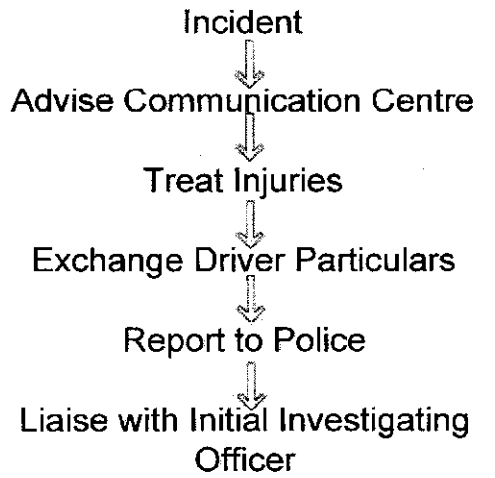 Incident
Advise Communication Centre
Treat Injuries
Exchange Driver Particulars
Report to Police
Liaise with Initial Investigating
Officer